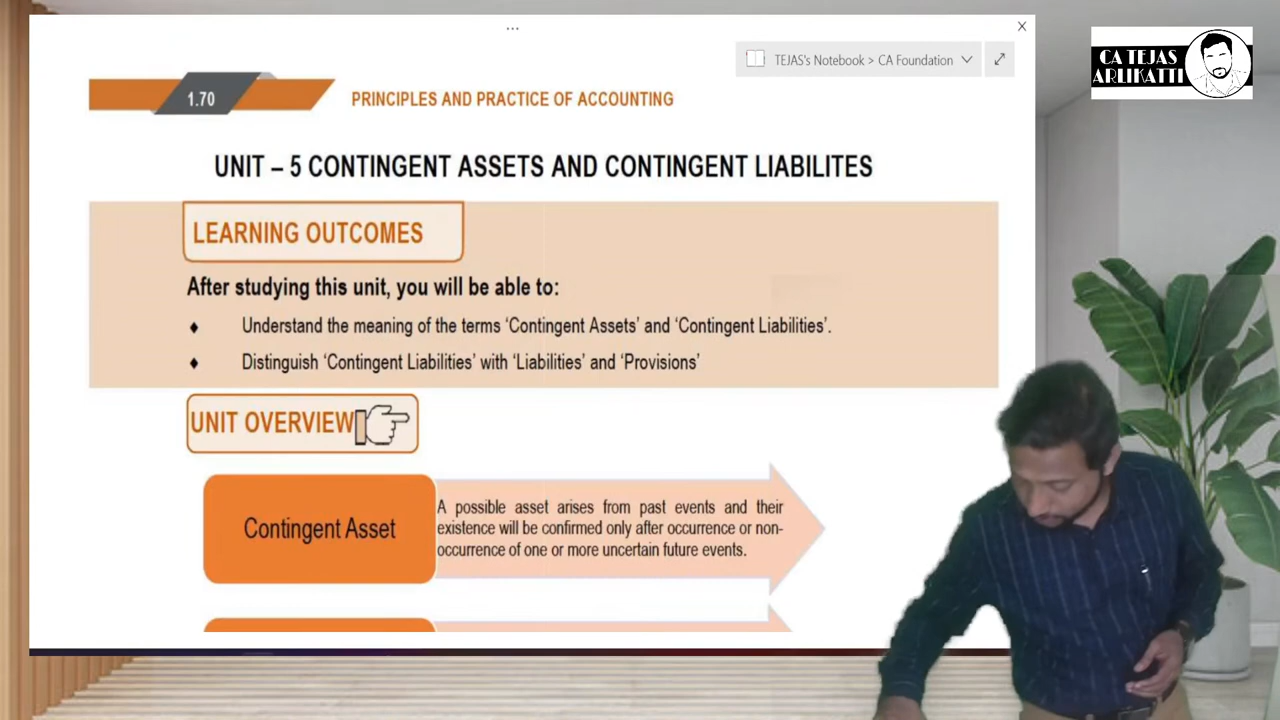 ...
X
TEJAS's Notebook > CA Foundation
CA TEJAS
ARLIKATTI
1.70
PRINCIPLES AND PRACTICE OF ACCOUNTING
UNIT – 5 CONTINGENT ASSETS AND CONTINGENT LIABILITES
LEARNING OUTCOMES
After studying this unit, you will be able to:
♦ Understand the meaning of the terms ‘Contingent Assets’ and ‘Contingent Liabilities’.
♦ Distinguish ‘Contingent Liabilities’ with ‘Liabilities’ and ‘Provisions’
UNIT OVERVIEW
Contingent Asset
A possible asset arises from past events and their
existence will be confirmed only after occurrence or non-
occurrence of one or more uncertain future events.